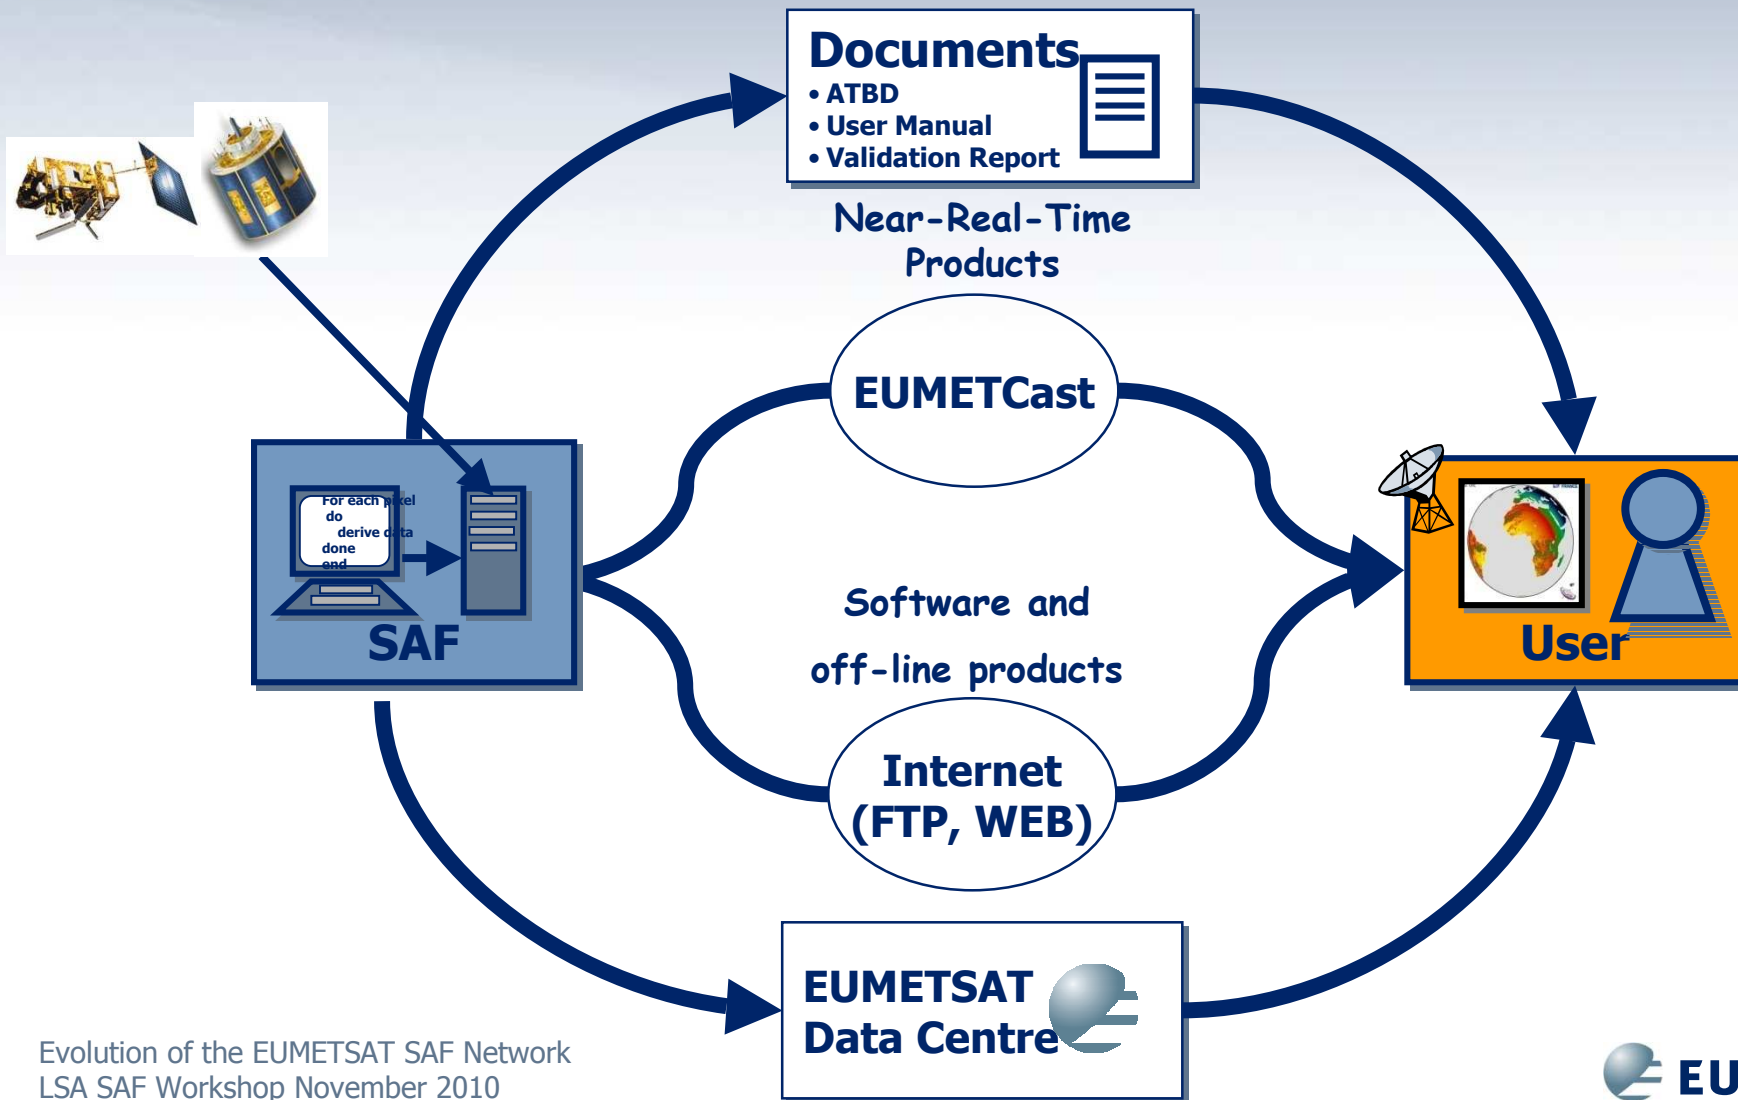 Documents
• ATBD
• User Manual
• Validation Report
Near-Real-Time
Products
EUMETCast
For each pixel
do
derive data
done
end
SAF
Software and
off-line products
User
Internet
(FTP, WEB)
EUMETSAT
Data Centre
Evolution of the EUMETSAT SAF Network
LSA SAF Workshop November 2010
EU